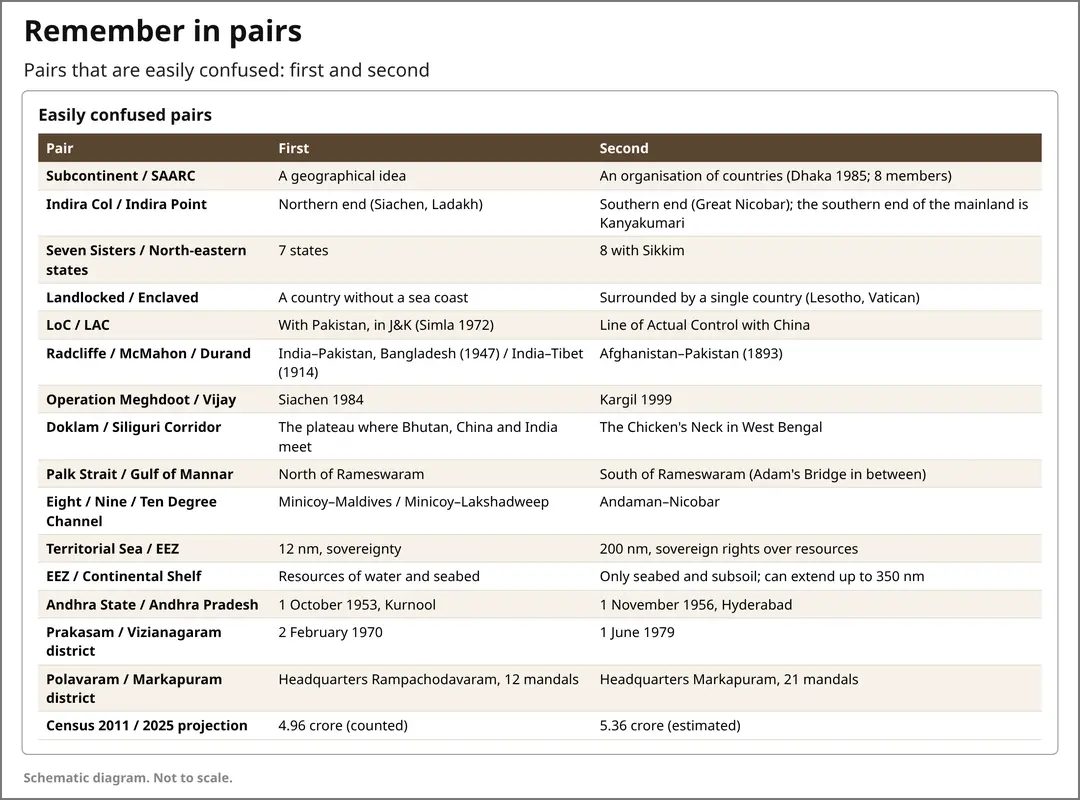 Remember in pairs
Pairs that are easily confused: first and second
Easily confused pairs
Pair First Second
Subcontinent / SAARC A geographical idea An organisation of countries (Dhaka 1985; 8 members)
Indira Col / Indira Point Northern end (Siachen, Ladakh) Southern end (Great Nicobar); the southern end of the mainland is
Kanyakumari
Seven Sisters / North-eastern 7 states 8 with Sikkim
states
Landlocked / Enclaved A country without a sea coast Surrounded by a single country (Lesotho, Vatican)
LoC / LAC With Pakistan, in J&K (Simla 1972) Line of Actual Control with China
Radcliffe / McMahon / Durand India–Pakistan, Bangladesh (1947) / India–Tibet Afghanistan–Pakistan (1893)
(1914)
Operation Meghdoot / Vijay Siachen 1984 Kargil 1999
Doklam / Siliguri Corridor The plateau where Bhutan, China and India The Chicken's Neck in West Bengal
meet
Palk Strait / Gulf of Mannar North of Rameswaram South of Rameswaram (Adam's Bridge in between)
Eight / Nine / Ten Degree Minicoy–Maldives / Minicoy–Lakshadweep Andaman–Nicobar
Channel
Territorial Sea / EEZ 12 nm, sovereignty 200 nm, sovereign rights over resources
EEZ / Continental Shelf Resources of water and seabed Only seabed and subsoil; can extend up to 350 nm
Andhra State / Andhra Pradesh 1 October 1953, Kurnool 1 November 1956, Hyderabad
Prakasam / Vizianagaram 2 February 1970 1 June 1979
district
Polavaram / Markapuram Headquarters Rampachodavaram, 12 mandals Headquarters Markapuram, 21 mandals
district
Census 2011 / 2025 projection 4.96 crore (counted) 5.36 crore (estimated)
Schematic diagram. Not to scale.